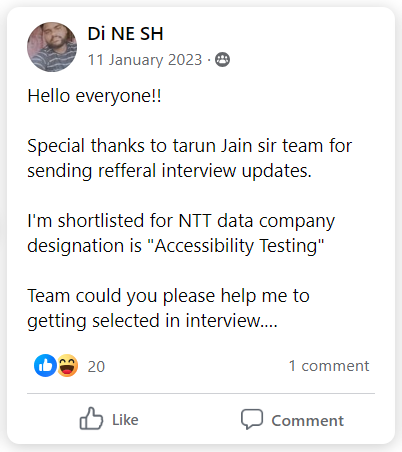 Di NE SH
11 January 2023 ·
Hello everyone!!
Special thanks to tarun Jain sir team for
sending refferal interview updates.
I'm shortlisted for NTT data company
designation is "Accessibility Testing"
Team could you please help me to
getting selected in interview....
20
1 comment
Like
Comment